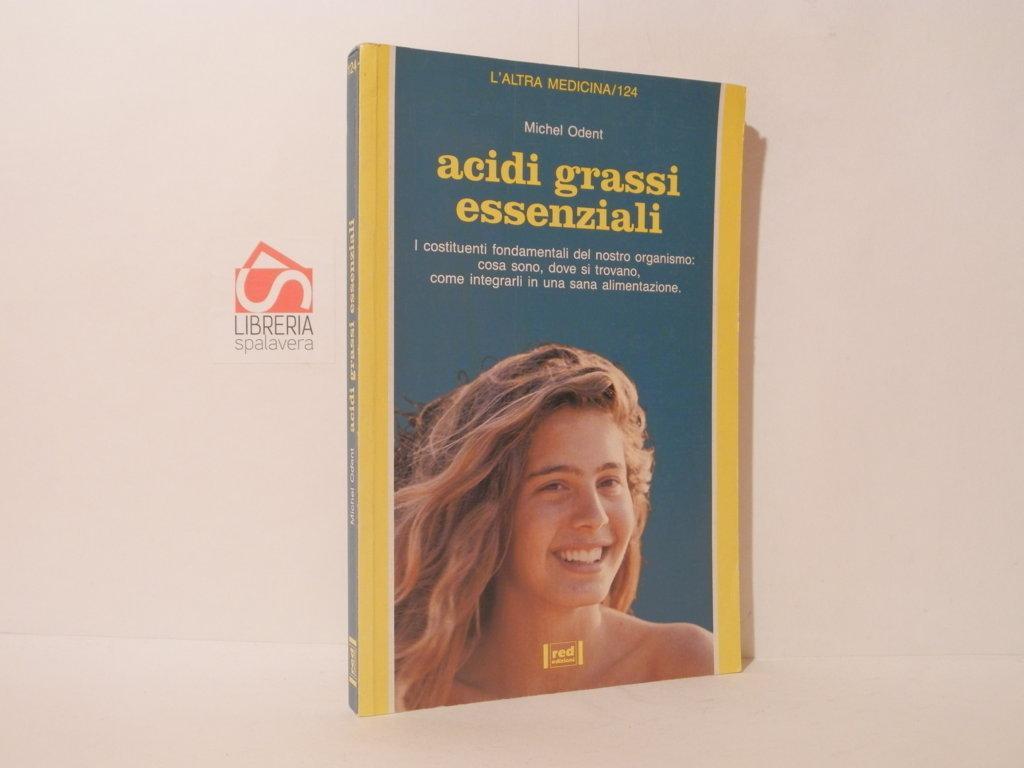 L'ALTRA MEDICINA/124
Michel Odent
acidi grassi
essenziali
I costituenti fondamentali del nostro organismo:
cosa sono, dove si trovano,
come integrarli in una sana alimentazione.
red
edizioni
124
acidi grassi essenziali
Michel Odent
red
LIBRERIA
spalavera